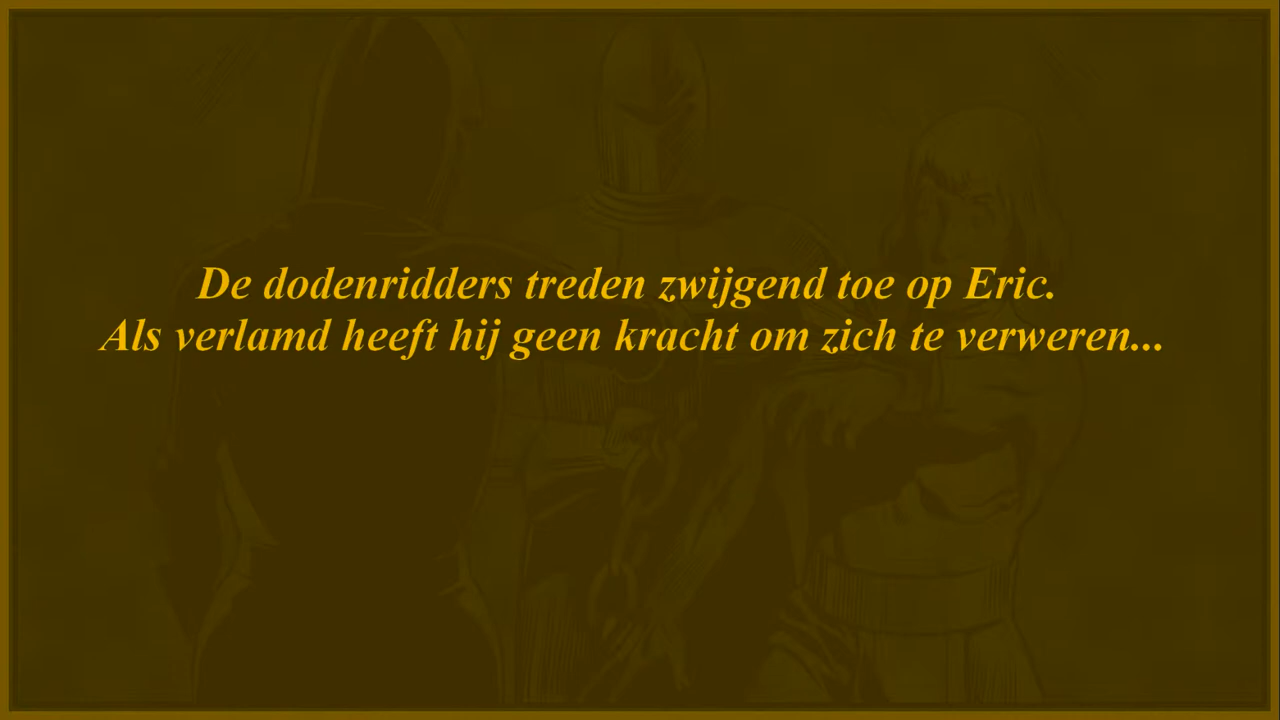 De dodenridders treden zwijgend toe op Eric.
Als verlamd heeft hij geen kracht om zich te verweren...